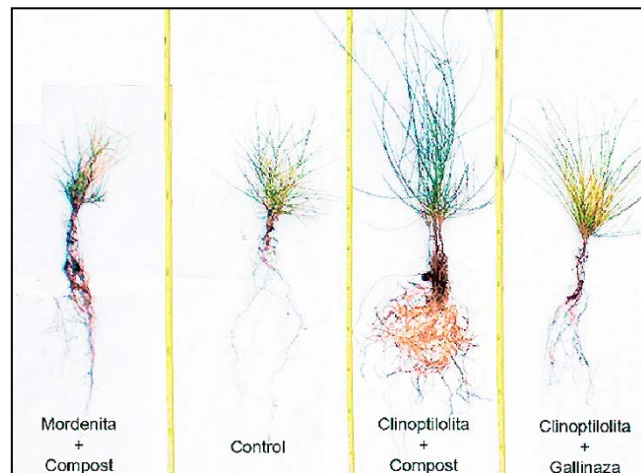 Mordenita
+
Compost
Control
Clinoptilolita
+
Compost
Clinoptilolita
+
Gallinaza